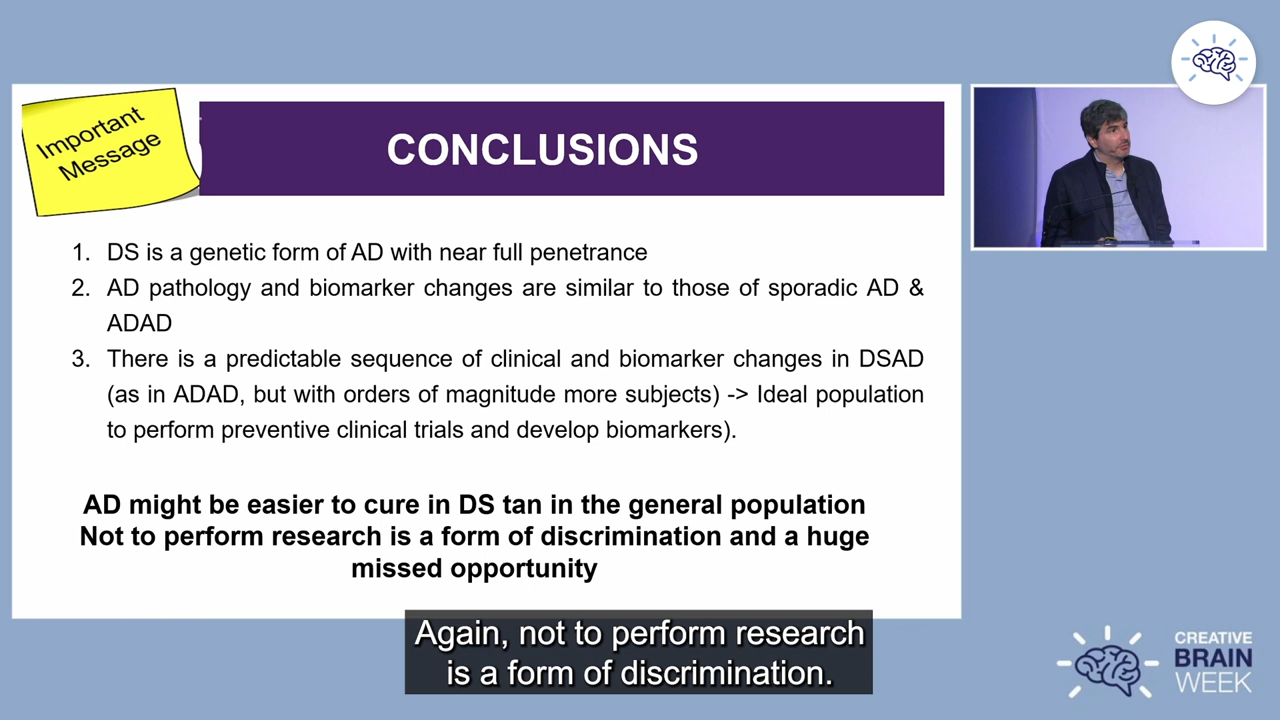 Important
Message
CONCLUSIONS
1. DS is a genetic form of AD with near full penetrance
2. AD pathology and biomarker changes are similar to those of sporadic AD &
ADAD
3. There is a predictable sequence of clinical and biomarker changes in DSAD
(as in ADAD, but with orders of magnitude more subjects) -> Ideal population
to perform preventive clinical trials and develop biomarkers).
AD might be easier to cure in DS tan in the general population
Not to perform research is a form of discrimination and a huge
missed opportunity
Again, not to perform research
is a form of discrimination.
CREATIVE
BRAIN
WEEK